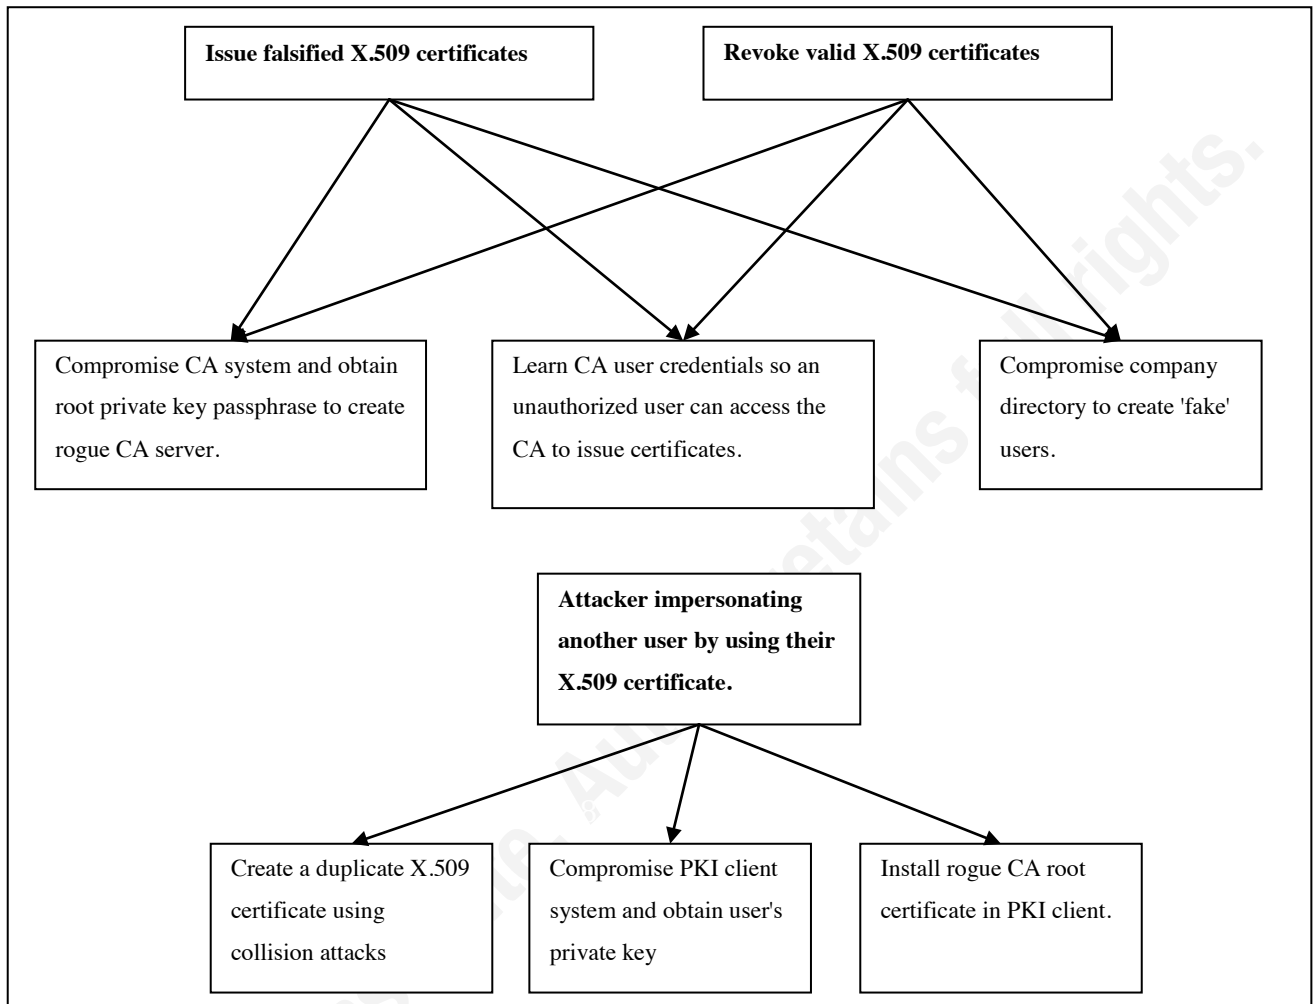 Issue falsified X.509 certificates
Revoke valid X.509 certificates
Compromise CA system and obtain
root private key passphrase to create
rogue CA server.
Learn CA user credentials so an
unauthorized user can access the
CA to issue certificates.
Compromise company
directory to create 'fake'
users.
Attacker impersonating
another user by using their
X.509 certificate.
Create a duplicate X.509
certificate using
collision attacks
Compromise PKI client
system and obtain user's
private key
Install rogue CA root
certificate in PKI client.
rights.